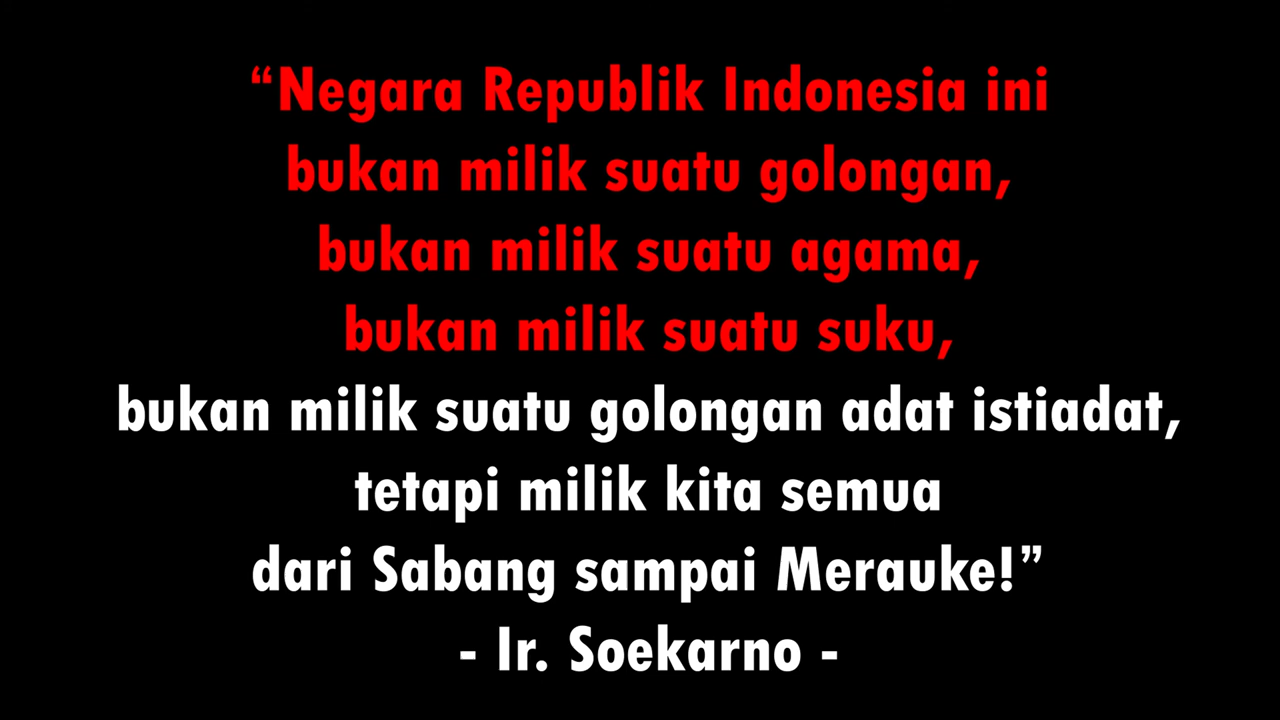 “Negara Republik Indonesia ini
bukan milik suatu golongan,
bukan milik suatu agama,
bukan milik suatu suku,
bukan milik suatu golongan adat istiadat,
tetapi milik kita semua
dari Sabang sampai Merauke!”
- Ir. Soekarno -